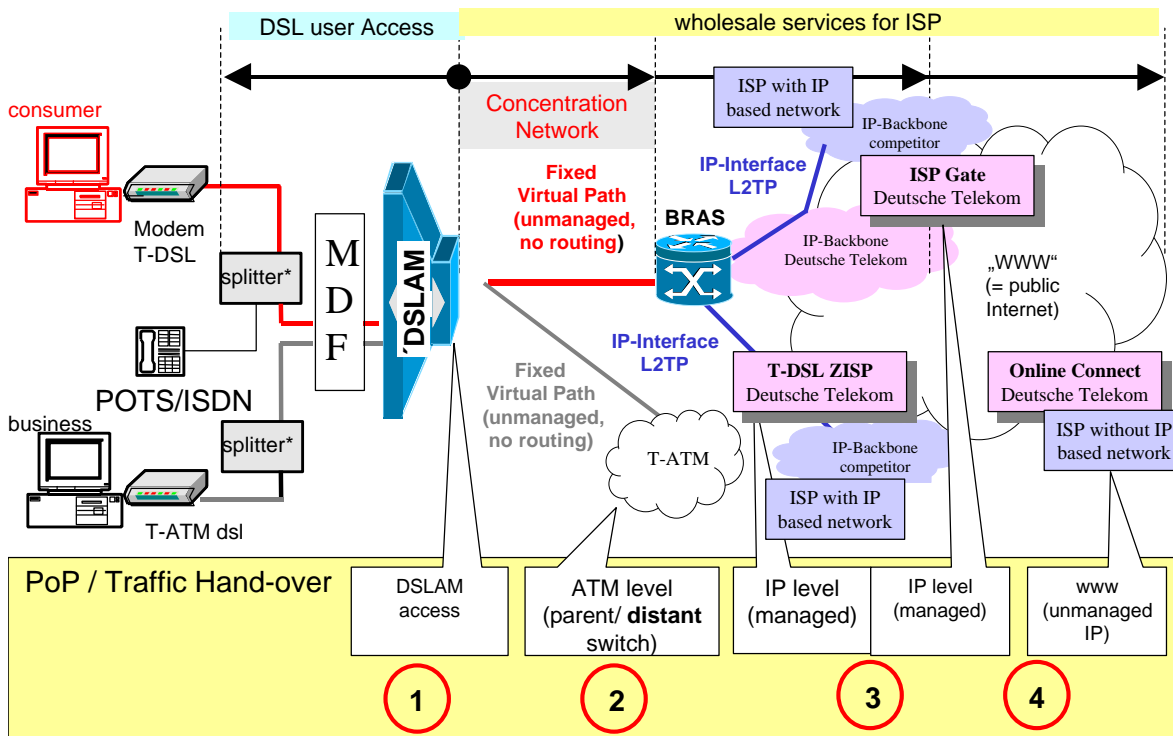 DSL user Access
wholesale services for ISP
consumer
Modem
T-DSL
splitter*
POTS/ISDN
business
splitter*
T-ATM dsl
M
D
F
´DSLAM
Concentration
Network
Fixed
Virtual Path
(unmanaged,
no routing)
Fixed
Virtual Path
(unmanaged,
no routing)
T-ATM
BRAS
ISP with IP
based network
IP-Backbone
competitor
IP-Interface
L2TP
ISP Gate
Deutsche Telekom
IP-Backbone
Deutsche Telekom
„WWW“
(= public
Internet)
IP-Interface
L2TP
T-DSL ZISP
Deutsche Telekom
Online Connect
Deutsche Telekom
ISP without IP
based network
IP-Backbone
competitor
ISP with IP
based network
PoP / Traffic Hand-over
DSLAM
access
ATM level
(parent/ distant
switch)
IP level
(managed)
IP level
(managed)
www
(unmanaged
IP)
1
2
3
4